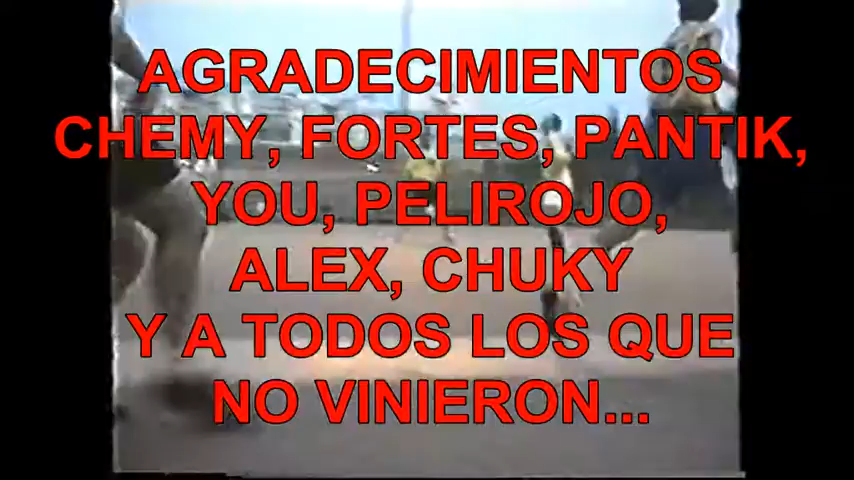 AGRADECIMIENTOS
CHEMY, FORTES, PANTIK,
YOU, PELIROJO,
ALEX, CHUKY
Y A TODOS LOS QUE
NO VINIERON...